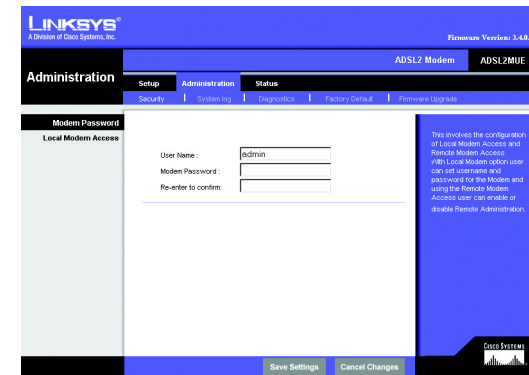 LINKSYS®
A Division of Cisco Systems, Inc.
Firmware Version: 3.4.0.
ADSL2 Modem
ADSL2MUE
Administration
Setup
Administration
Status
Security
System log
Diagnostics
Factory Default
Firmware Upgrade
Modem Password
Local Modem Access
User Name :
admin
Modem Password :
Re-enter to confirm:
This involves the configuration
of Local Modem Access and
Remote Modem Access
With Local Modem option user
can set username and
password for the Modem and
using the Remote Modem
Access user can enable or
disable Remote Administration.
Save Settings
Cancel Changes
CISCO SYSTEMS